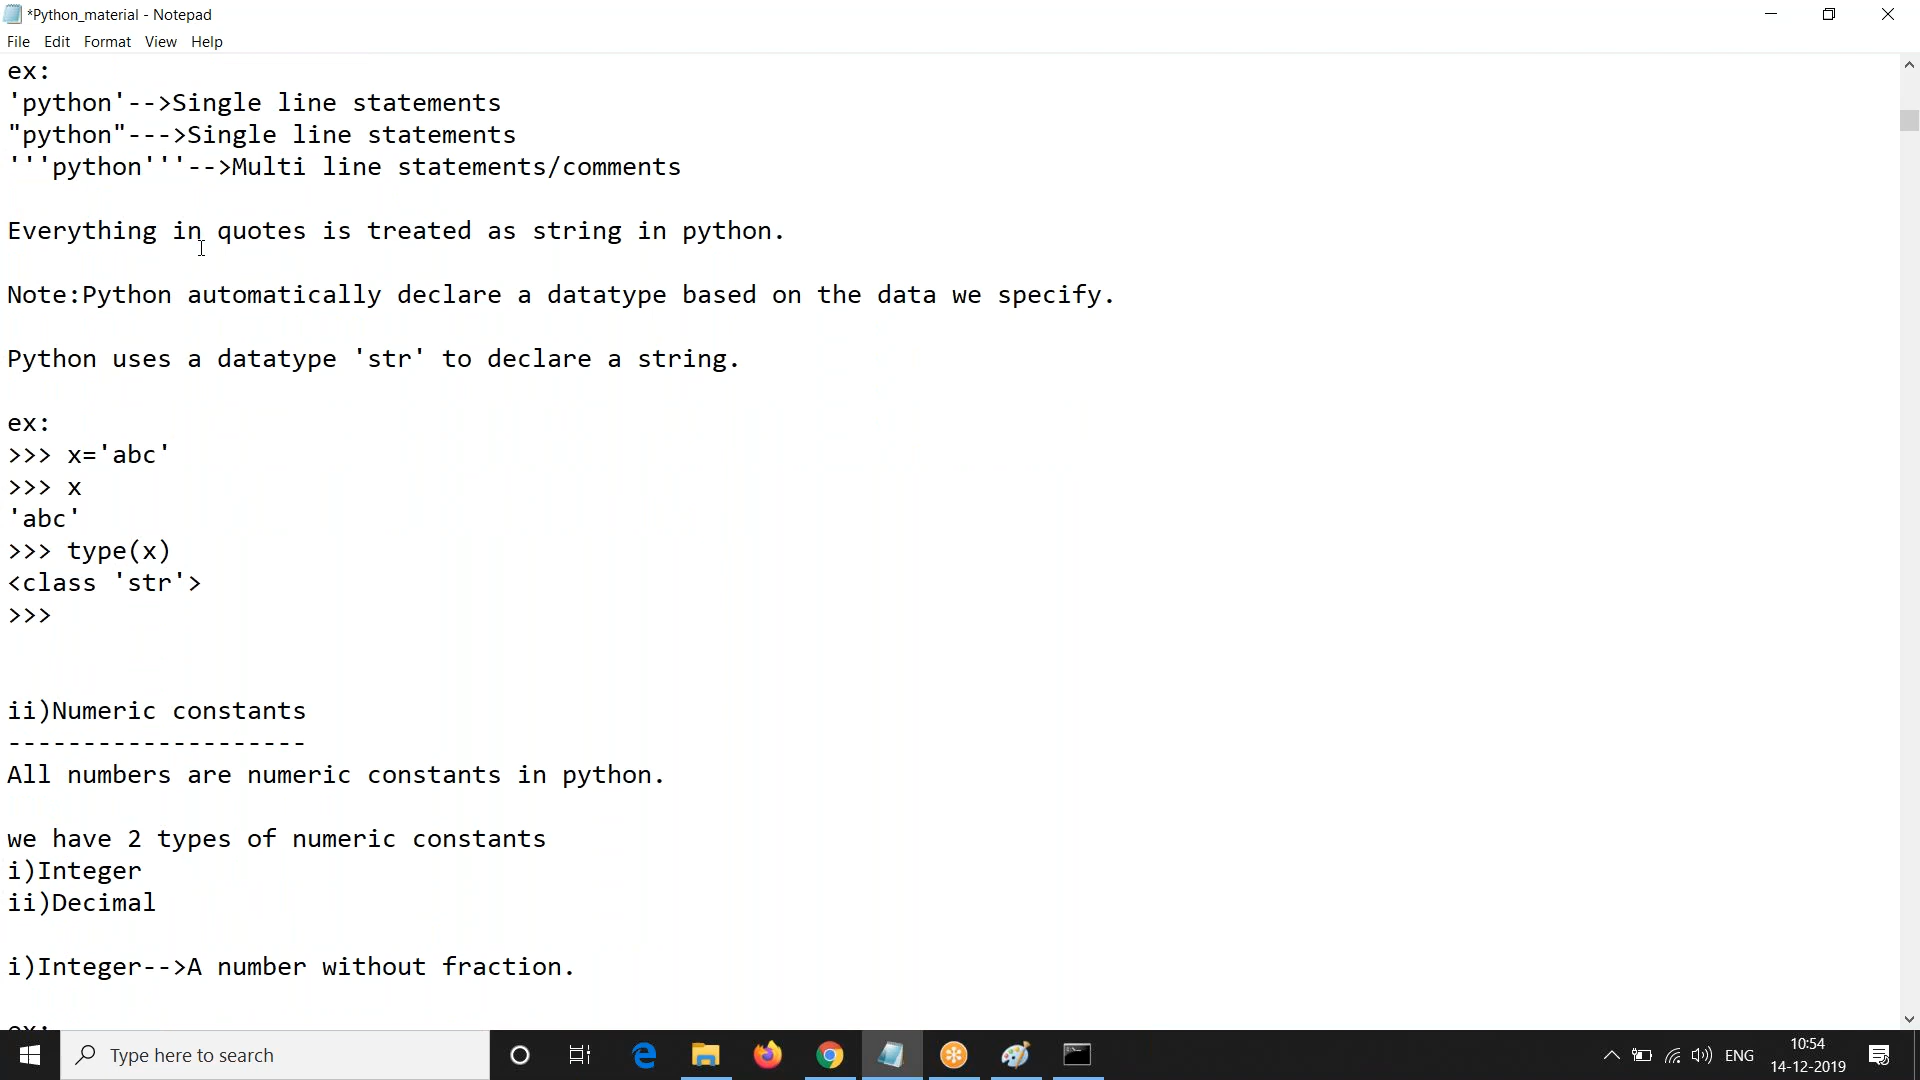 *Python_material - Notepad
File Edit Format View Help
ex:
'python'-->Single line statements
"python"--->Single line statements
'''python'''-->Multi line statements/comments
Everything in quotes is treated as string in python.
Note:Python automatically declare a datatype based on the data we specify.
Python uses a datatype 'str' to declare a string.
ex:
>>> x='abc'
>>> x
'abc'
>>> type(x)
<class 'str'>
>>>
ii)Numeric constants
--------------------
All numbers are numeric constants in python.
we have 2 types of numeric constants
i)Integer
ii)Decimal
i)Integer-->A number without fraction.
ex:
Type here to search
ENG
10:54
14-12-2019